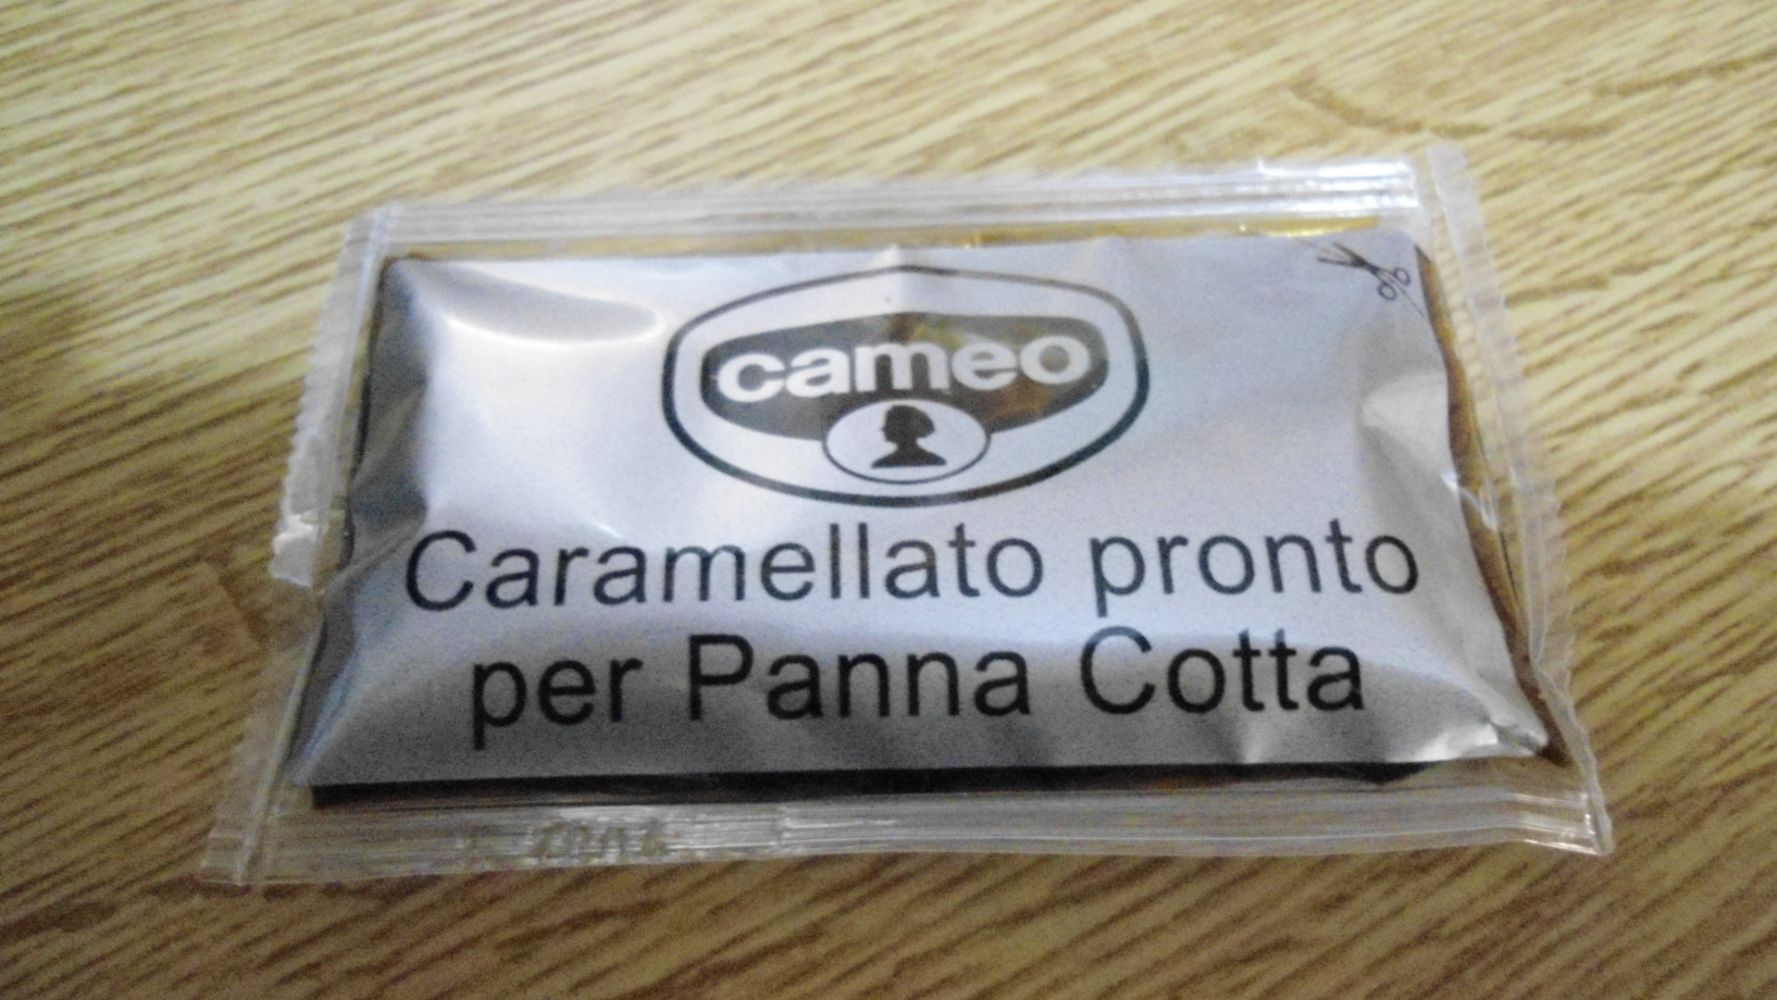 cameo
Caramellato pronto
per Panna Cotta